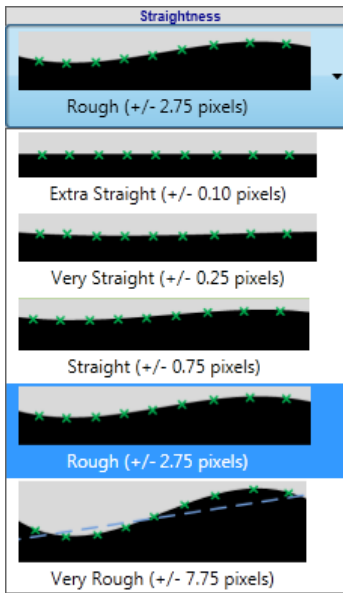 Straightness
Rough (+/- 2.75 pixels)
Extra Straight (+/- 0.10 pixels)
Very Straight (+/- 0.25 pixels)
Straight (+/- 0.75 pixels)
Rough (+/- 2.75 pixels)
Very Rough (+/- 7.75 pixels)